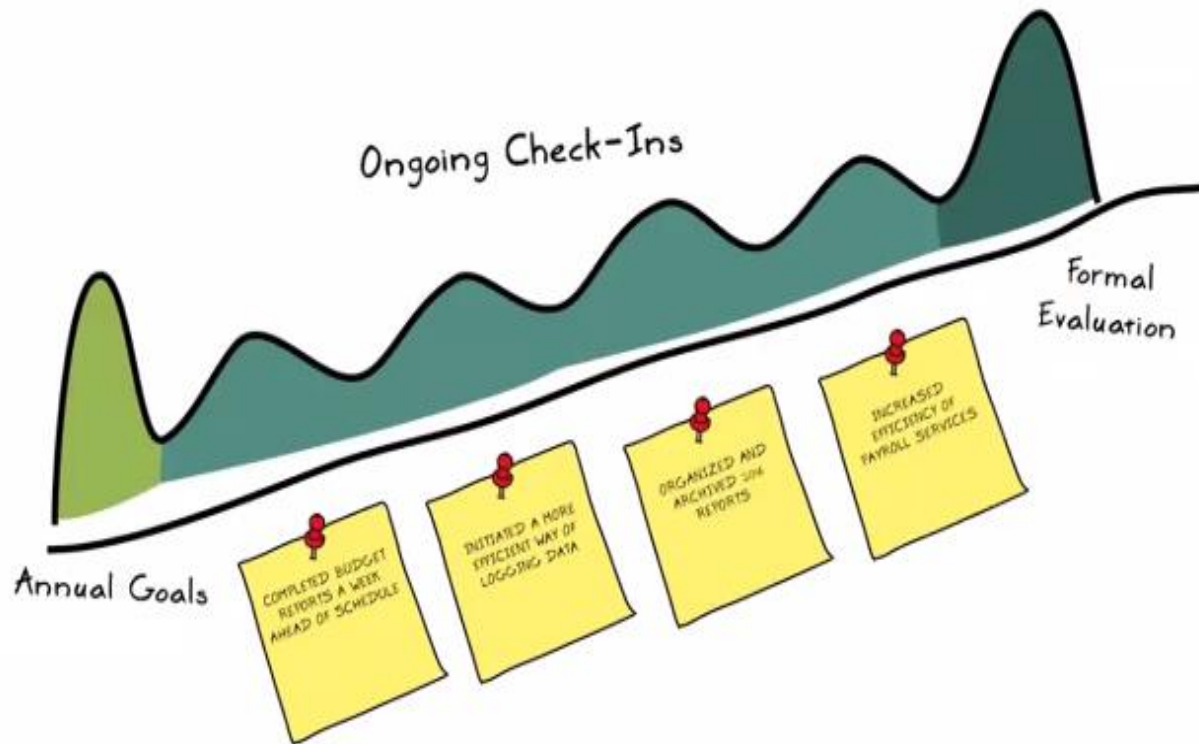 Ongoing Check-Ins
Formal
Evaluation
Annual Goals
COMPLETED BUDGET
REPORTS A WEEK
AHEAD OF SCHEDULE
INITIATED A MORE
EFFICIENT WAY OF
LOGGING DATA
ORGANIZED AND
ARCHIVED 2016
REPORTS
INCREASED
EFFICIENCY OF
PAYROLL SERVICES